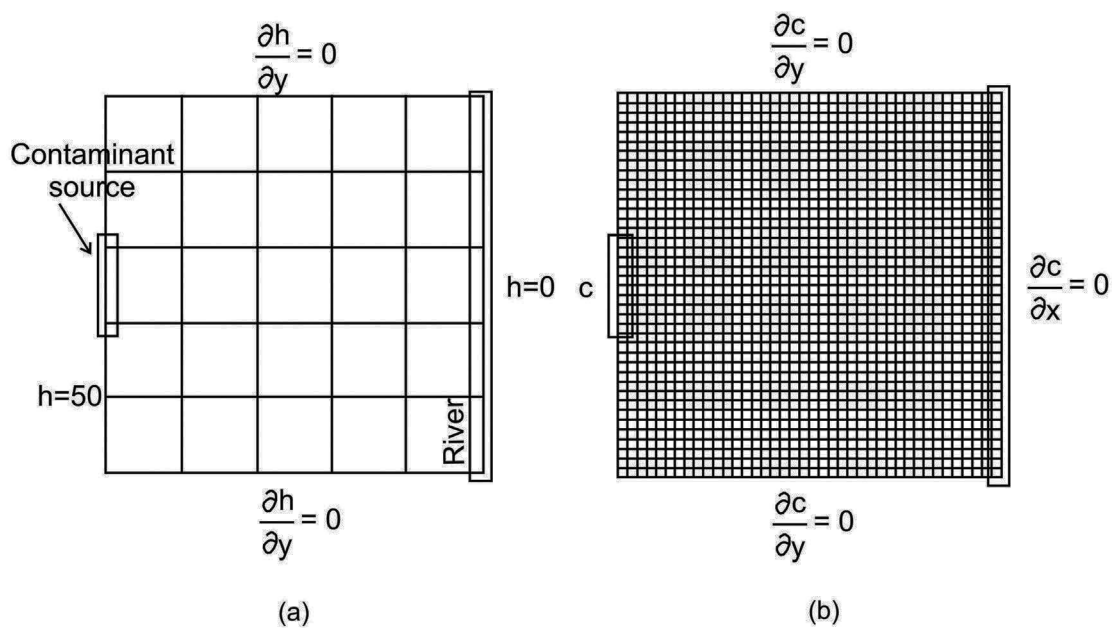 ∂h/∂y = 0
Contaminant
source
h=50
h=0
River
∂h/∂y = 0
(a)
∂c/∂y = 0
c
∂c/∂x = 0
∂c/∂y = 0
(b)